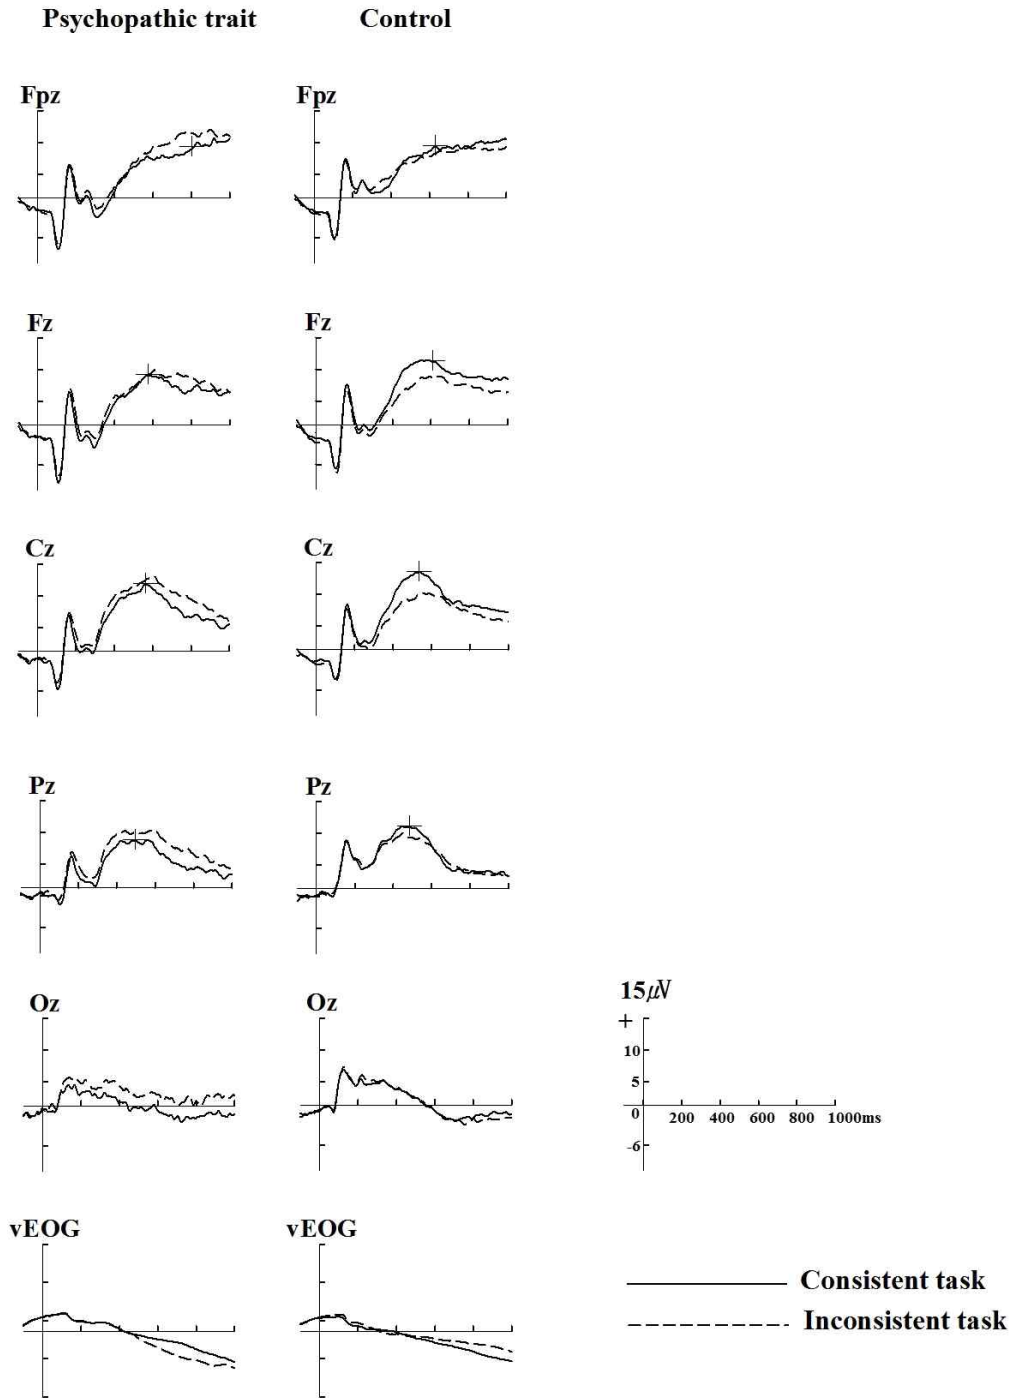 Psychopathic trait Control
Fpz Fpz
Fz Fz
Cz Cz
Pz Pz
Oz Oz
15μV
+
10
5
0 200 400 600 800 1000ms
-6
vEOG vEOG
Consistent task
Inconsistent task